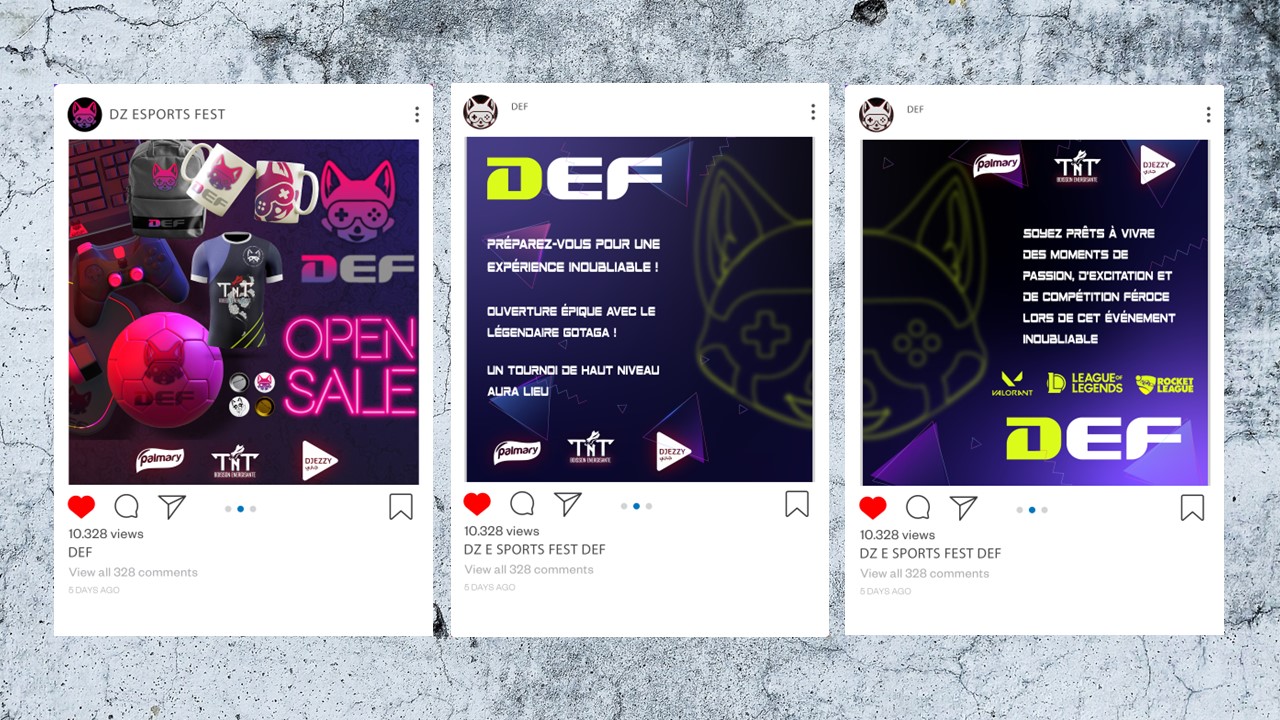 DZ ESPORTS FEST
DEF
DEF
DEF
OPEN
SALE
palmary
TNT
BOISSON ENERGISANTE
DJEZZY
جازي
10.328 views
DEF
View all 328 comments
5 DAYS AGO
DEF
DEF
PRÉPAREZ-VOUS POUR UNE
EXPÉRIENCE INOUBLIABLE !
OUVERTURE ÉPIQUE AVEC LE
LÉGENDAIRE GOTAGA !
UN TOURNOI DE HAUT NIVEAU
AURA LIEU
palmary
TNT
BOISSON ENERGISANTE
DJEZZY
جازي
10.328 views
DZ E SPORTS FEST DEF
View all 328 comments
5 DAYS AGO
DEF
palmary
TNT
BOISSON ENERGISANTE
DJEZZY
جازي
SOYEZ PRÊTS À VIVRE
DES MOMENTS DE
PASSION, D'EXCITATION ET
DE COMPÉTITION FÉROCE
LORS DE CET ÉVÉNEMENT
INOUBLIABLE
VALORANT
LEAGUE OF
LEGENDS
ROCKET
LEAGUE
DEF
10.328 views
DZ E SPORTS FEST DEF
View all 328 comments
5 DAYS AGO